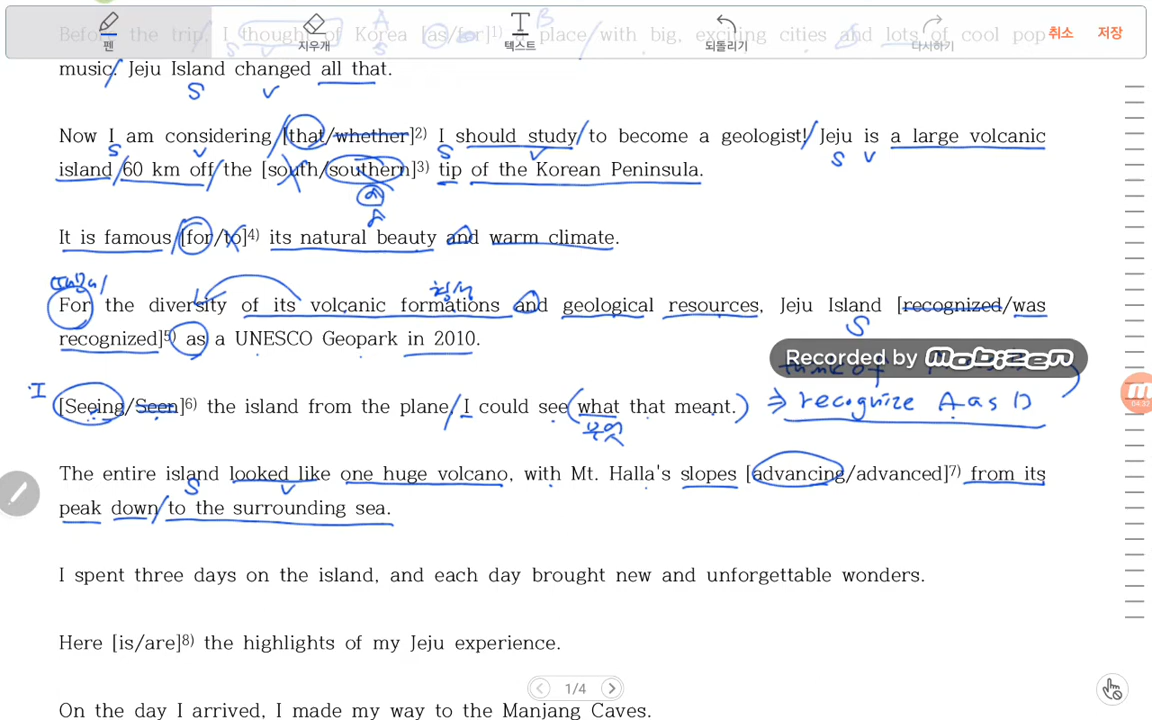 펜
지우개
텍스트
되돌리기
다시하기
취소
저장
A
B
Before the trip, I thought of Korea [as/for]1) a place with big, exciting cities and lots of cool pop
S V
music. Jeju Island changed all that.
S V
Now I am considering [that/whether]2) I should study to become a geologist! Jeju is a large volcanic
S V S V S V
island 60 km off the [south/southern]3) tip of the Korean Peninsula.
It is famous [for/to]4) its natural beauty and warm climate.
For the diversity of its volcanic formations and geological resources, Jeju Island [recognized/was
S
recognized]5) as a UNESCO Geopark in 2010.
Recorded by MOBIZEN
I
[Seeing/Seen]6) the island from the plane, I could see what that meant. ⇒ recognize A as B
무엇
The entire island looked like one huge volcano, with Mt. Halla's slopes [advancing/advanced]7) from its
S V
peak down to the surrounding sea.
I spent three days on the island, and each day brought new and unforgettable wonders.
Here [is/are]8) the highlights of my Jeju experience.
1/4
On the day I arrived, I made my way to the Manjang Caves.